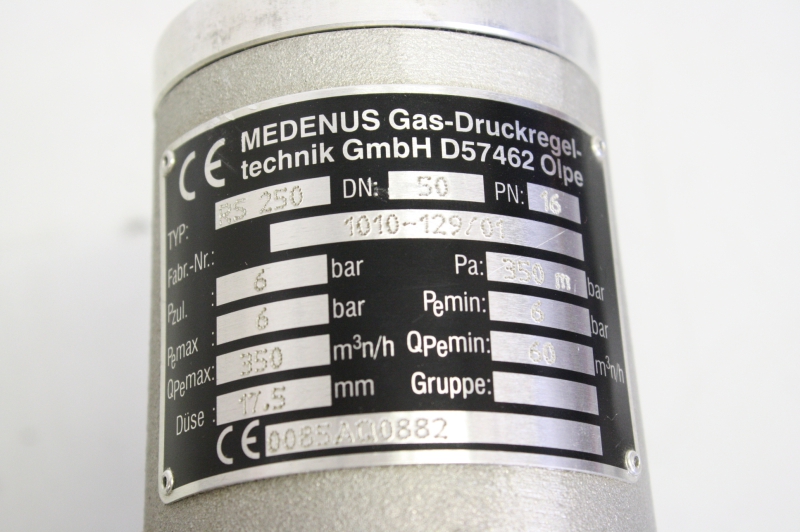 CE MEDENUS Gas-Druckregel-
technik GmbH D57462 Olpe
TYP: RS 250 DN: 50 PN: 16
Fabr.-Nr.: 1010-129/01
Pzul. : 6 bar Pa: 350 m bar
Pemax : 6 bar Pemin: 6 bar
QPemax: 350 m³n/h QPemin: 60 m³n/h
Düse : 17.5 mm Gruppe:
CE 0085AQ0882